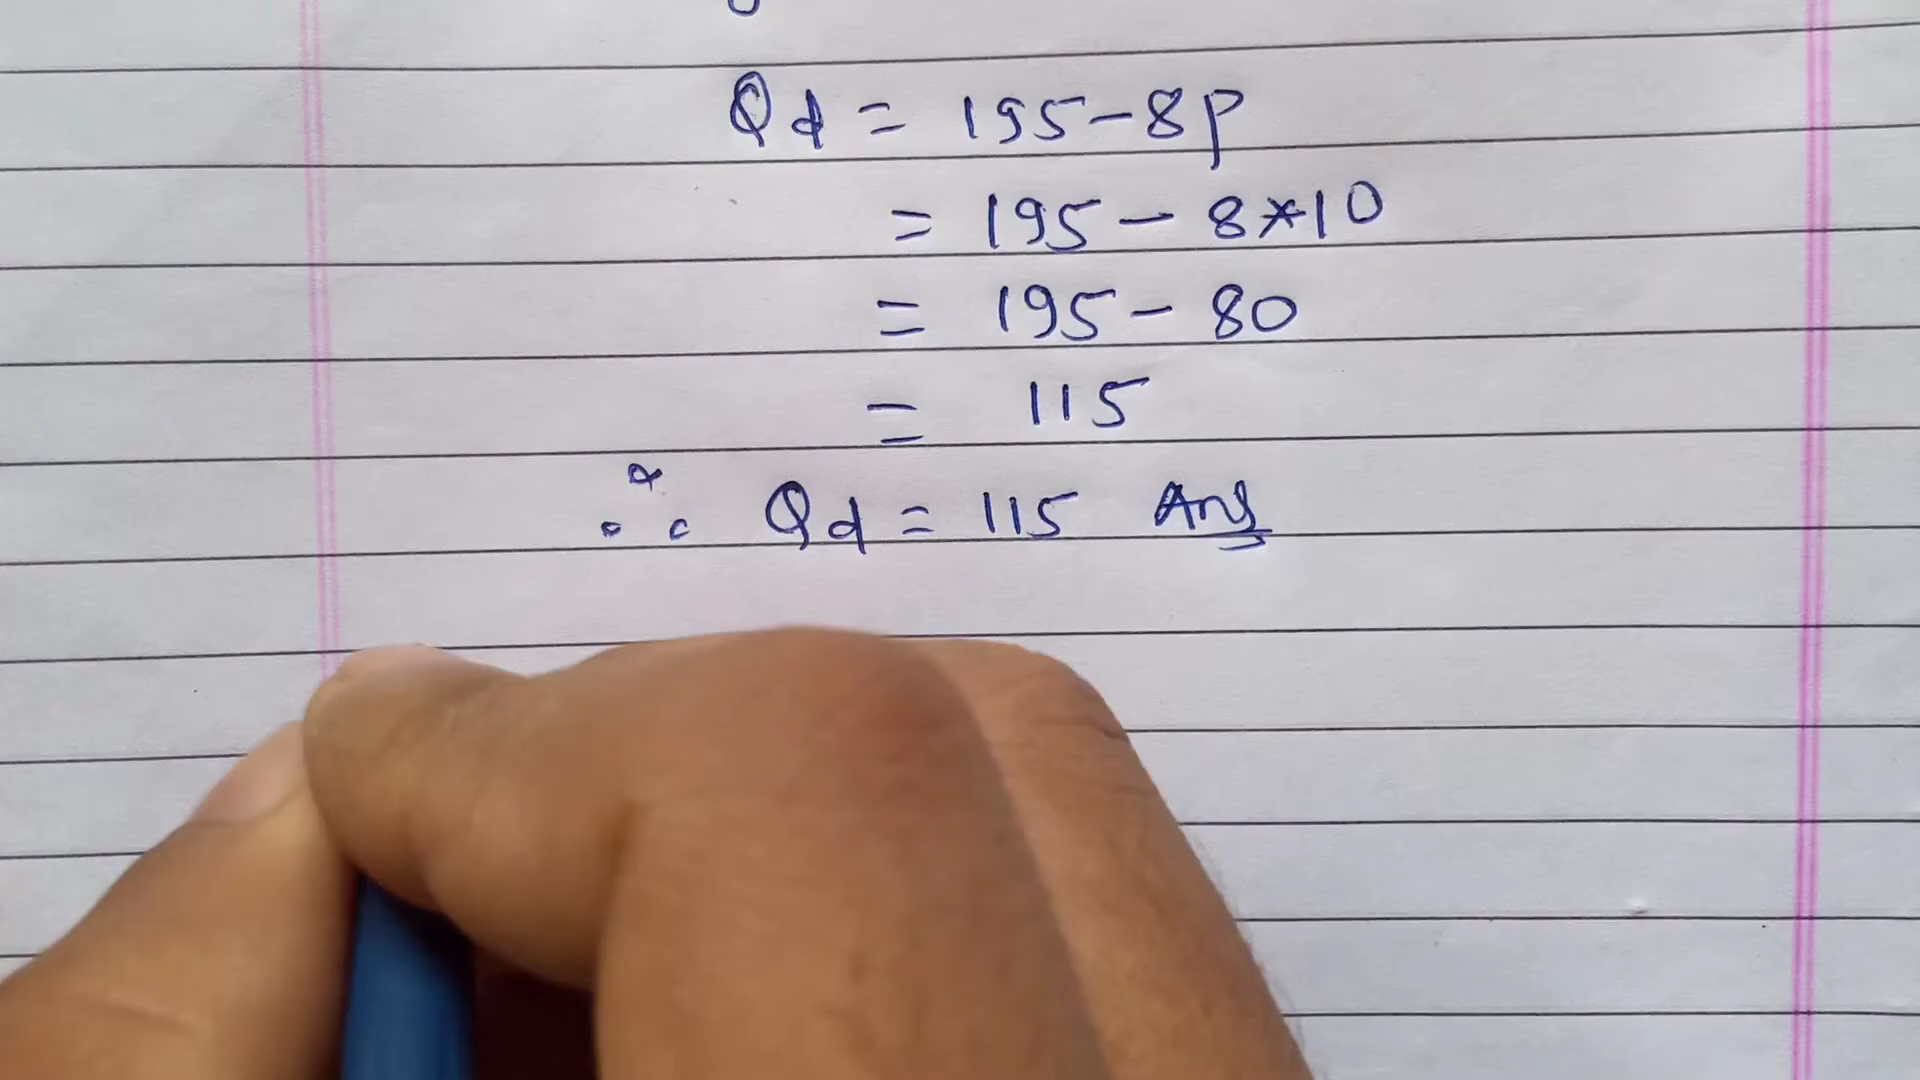 Qd = 195-8p
= 195 - 8*10
= 195 - 80
= 115
∴ Qd = 115 Ans